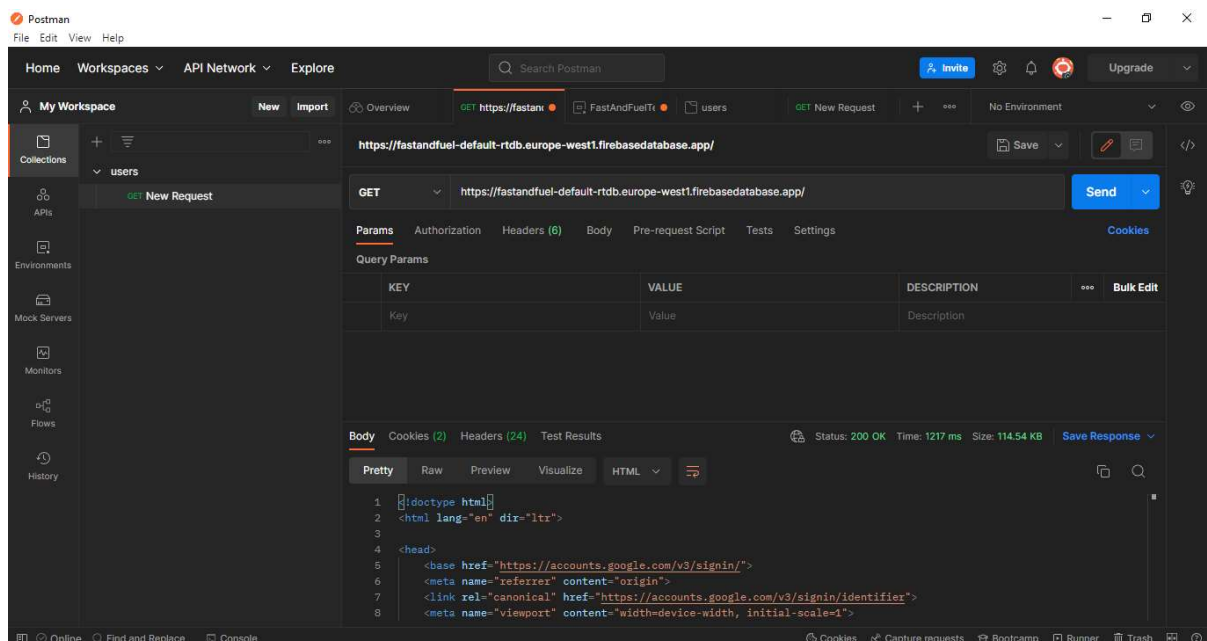 Postman
File Edit View Help
Home Workspaces API Network Explore Search Postman Invite Upgrade
My Workspace New Import Overview GET https://fastanc FastAndFuelTe users GET New Request No Environment
Collections
APIs
Environments
Mock Servers
Monitors
Flows
History
users
GET New Request
https://fastandfuel-default-rtdb.europe-west1.firebasedatabase.app/ Save
GET https://fastandfuel-default-rtdb.europe-west1.firebasedatabase.app/ Send
Params Authorization Headers (6) Body Pre-request Script Tests Settings Cookies
Query Params
KEY VALUE DESCRIPTION Bulk Edit
Key Value Description
Body Cookies (2) Headers (24) Test Results Status: 200 OK Time: 1217 ms Size: 114.54 KB Save Response
Pretty Raw Preview Visualize HTML
1 <!doctype html>
2 <html lang="en" dir="ltr">
3
4 <head>
5 <base href="https://accounts.google.com/v3/signin/">
6 <meta name="referrer" content="origin">
7 <link rel="canonical" href="https://accounts.google.com/v3/signin/identifier">
8 <meta name="viewport" content="width=device-width, initial-scale=1">
Online Find and Replace Console Cookies Capture requests Bootcamp Runner Trash